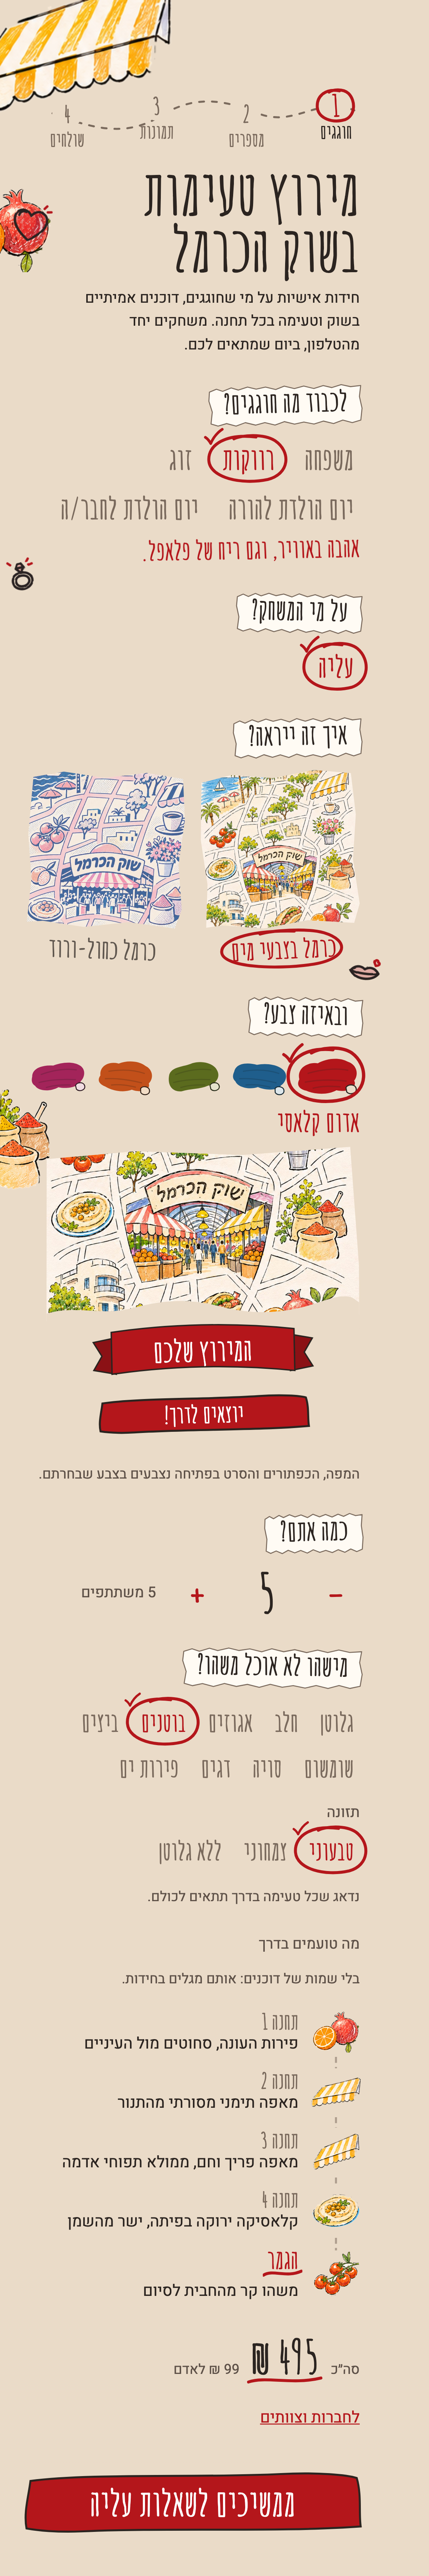 1
חוגגים
2
מספרים
3
תמונות
4
שולחים
מירוץ טעימות
בשוק הכרמל
חידות אישיות על מי שחוגגים, דוכנים אמיתיים
בשוק וטעימה בכל תחנה. משחקים יחד
מהטלפון, ביום שמתאים לכם.
לכבוד מה חוגגים?
משפחה רווקות זוג
יום הולדת להורה יום הולדת לחבר/ה
אהבה באוויר, וגם ריח של פלאפל.
על מי המשחק?
עליה
איך זה ייראה?
שוק הכרמל
שוק הכרמל
כרמל בצבעי מים
כרמל כחול-ורוד
ובאיזה צבע?
אדום קלאסי
שוק הכרמל
המירוץ שלכם
יוצאים לדרך!
המפה, הכפתורים והסרט בפתיחה נצבעים בצבע שבחרתם.
כמה אתם?
− 5 + 5 משתתפים
מישהו לא אוכל משהו?
גלוטן חלב אגוזים בוטנים ביצים
שומשום סויה דגים פירות ים
תזונה
טבעוני צמחוני ללא גלוטן
נדאג שכל טעימה בדרך תתאים לכולם.
מה טועמים בדרך
בלי שמות של דוכנים: אותם מגלים בחידות.
תחנה 1
פירות העונה, סחוטים מול העיניים
תחנה 2
מאפה תימני מסורתי מהתנור
תחנה 3
מאפה פריך וחם, ממולא תפוחי אדמה
תחנה 4
קלאסיקה ירוקה בפיתה, ישר מהשמן
הגמר
משהו קר מהחבית לסיום
סה״כ 495 ₪ 99 ₪ לאדם
לחברות וצוותים
ממשיכים לשאלות עליה